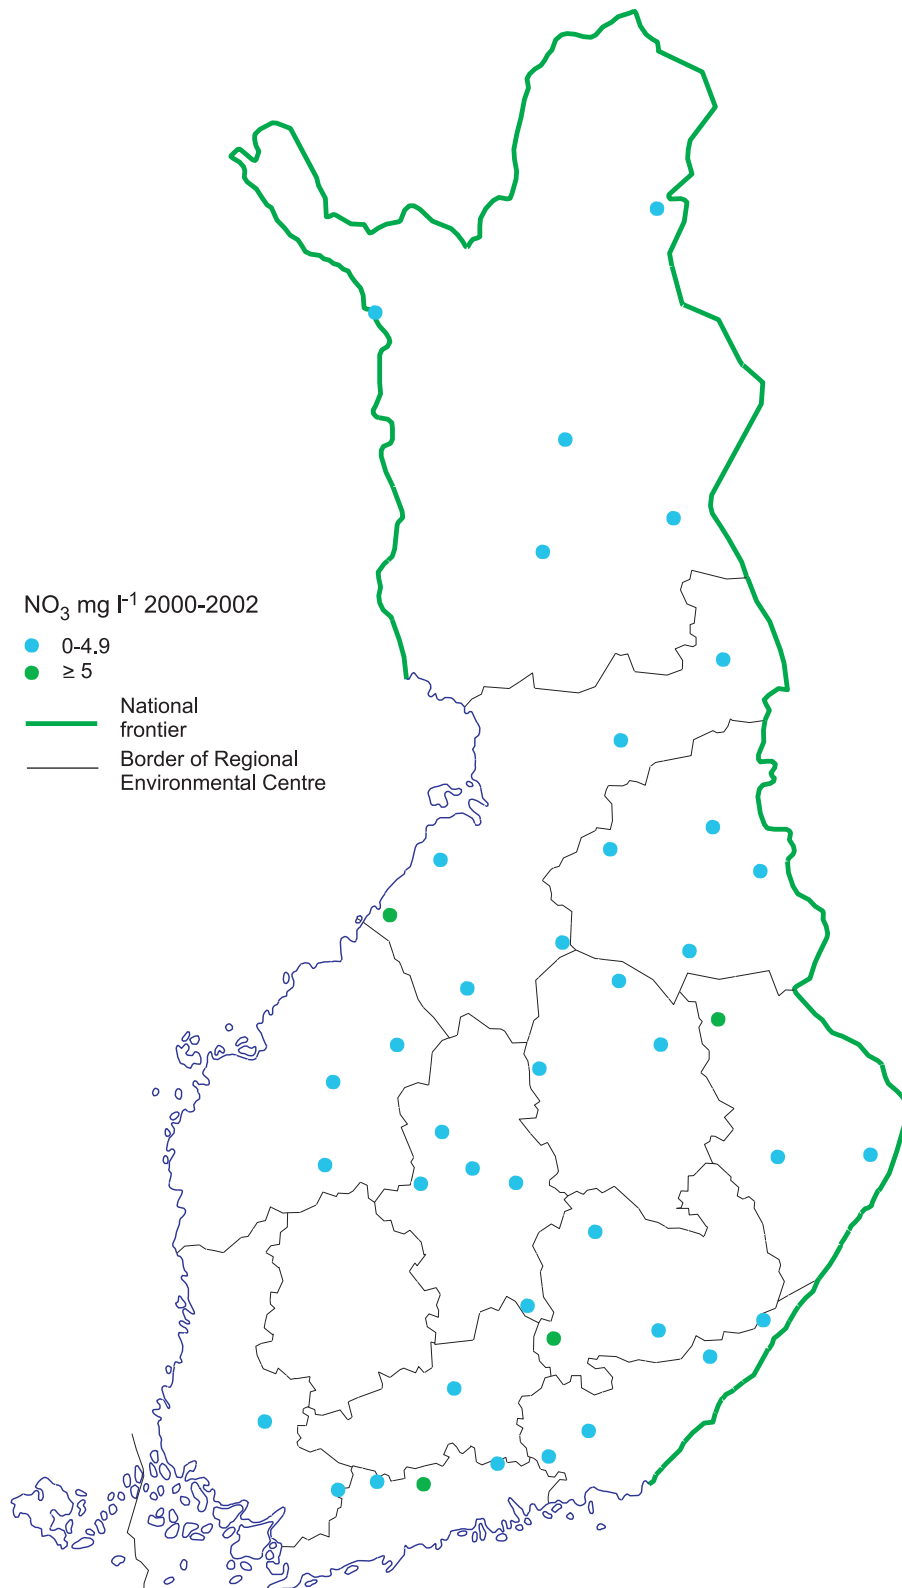 NO₃ mg l⁻¹ 2000-2002
0-4.9
≥ 5
National
frontier
Border of Regional
Environmental Centre